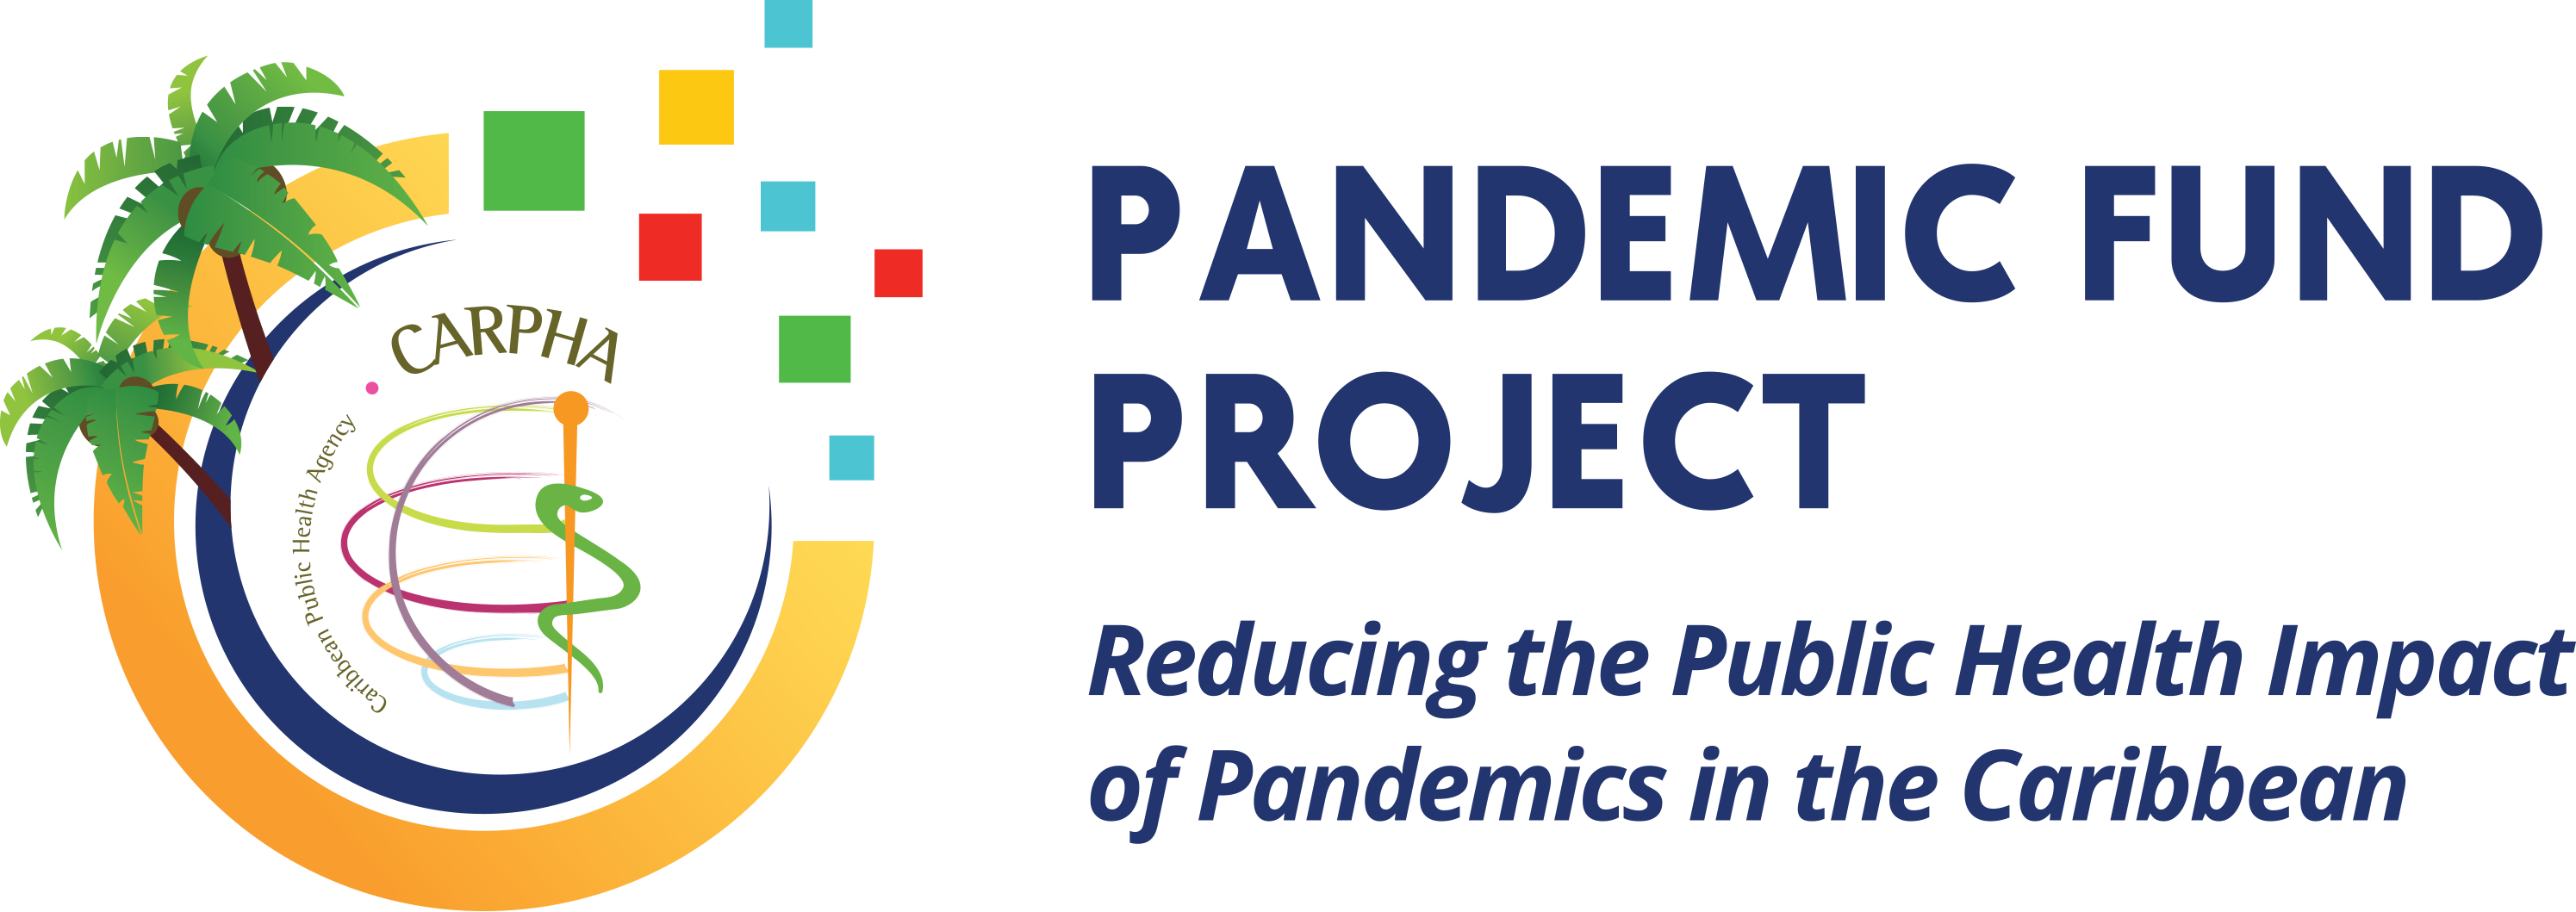 CARPHA
Caribbean Public Health Agency
PANDEMIC FUND
PROJECT
Reducing the Public Health Impact
of Pandemics in the Caribbean